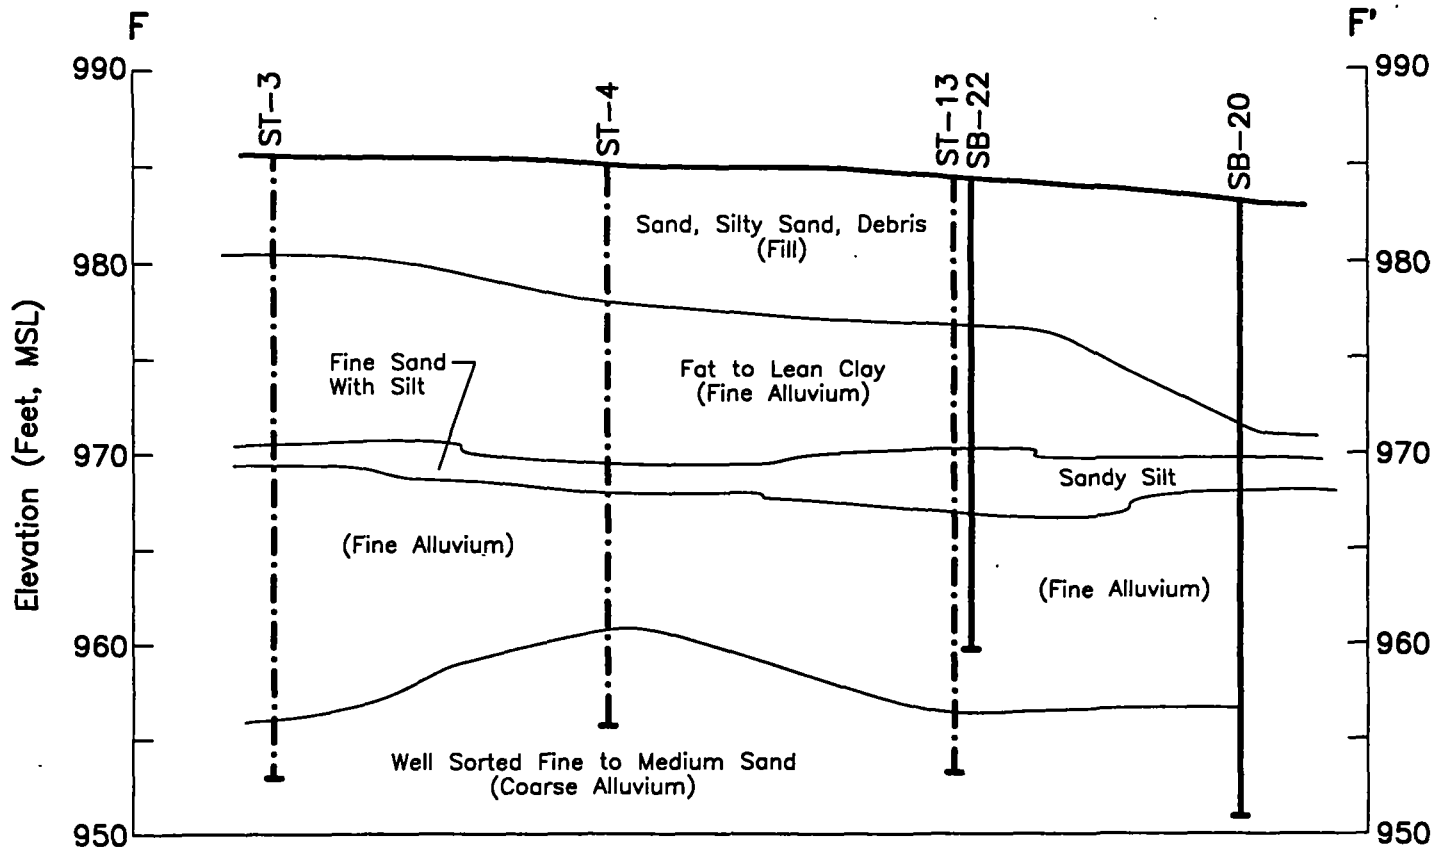 F
F'
990
990
ST-3
ST-4
ST-13
SB-22
SB-20
Sand, Silty Sand, Debris
(Fill)
980
980
Fine Sand
With Silt
Fat to Lean Clay
(Fine Alluvium)
970
970
Sandy Silt
(Fine Alluvium)
(Fine Alluvium)
960
960
Well Sorted Fine to Medium Sand
(Coarse Alluvium)
950
950
Elevation (Feet, MSL)